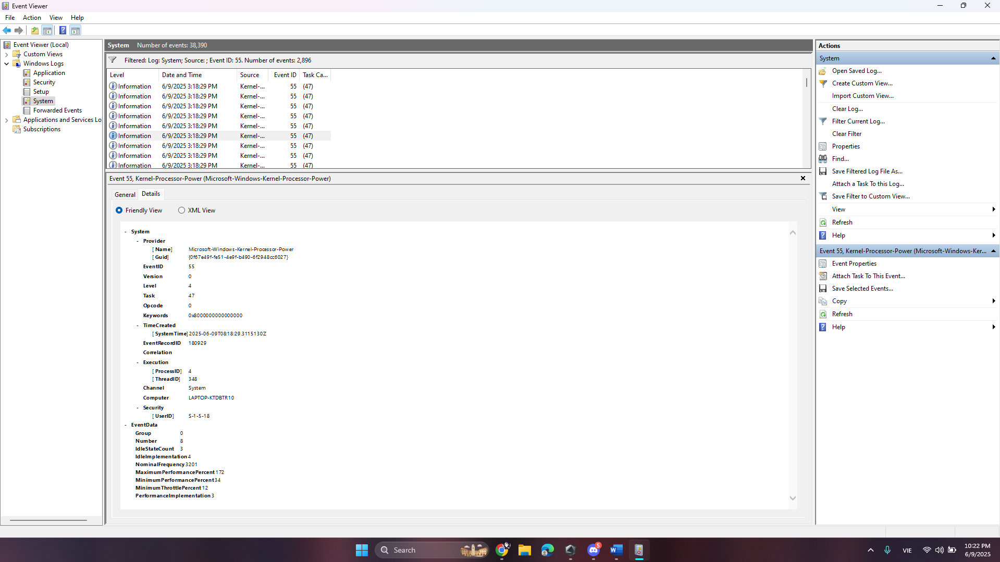 Event Viewer
File Action View Help
Event Viewer (Local)
Custom Views
Windows Logs
Application
Security
Setup
System
Forwarded Events
Applications and Services Lo
Subscriptions
System Number of events: 38,390
Filtered: Log: System; Source: ; Event ID: 55. Number of events: 2,896
Level Date and Time Source Event ID Task Ca...
Information 6/9/2025 3:18:29 PM Kernel-... 55 (47)
Information 6/9/2025 3:18:29 PM Kernel-... 55 (47)
Information 6/9/2025 3:18:29 PM Kernel-... 55 (47)
Information 6/9/2025 3:18:29 PM Kernel-... 55 (47)
Information 6/9/2025 3:18:29 PM Kernel-... 55 (47)
Information 6/9/2025 3:18:29 PM Kernel-... 55 (47)
Information 6/9/2025 3:18:29 PM Kernel-... 55 (47)
Information 6/9/2025 3:18:29 PM Kernel-... 55 (47)
Information 6/9/2025 3:18:29 PM Kernel-... 55 (47)
Event 55, Kernel-Processor-Power (Microsoft-Windows-Kernel-Processor-Power)
General Details
Friendly View XML View
- System
- Provider
[ Name] Microsoft-Windows-Kernel-Processor-Power
[ Guid] {0f67e49f-fe51-4e9f-b490-6f2948cc6027}
EventID 55
Version 0
Level 4
Task 47
Opcode 0
Keywords 0x8000000000000000
- TimeCreated
[ SystemTime] 2025-06-09T08:18:29.3115130Z
EventRecordID 180929
Correlation
- Execution
[ ProcessID] 4
[ ThreadID] 348
Channel System
Computer LAPTOP-KTDBTR10
- Security
[ UserID] S-1-5-18
- EventData
Group 0
Number 8
IdleStateCount 3
IdleImplementation 4
NominalFrequency 3201
MaximumPerformancePercent 172
MinimumPerformancePercent 34
MinimumThrottlePercent 12
PerformanceImplementation 3
Actions
System
Open Saved Log...
Create Custom View...
Import Custom View...
Clear Log...
Filter Current Log...
Clear Filter
Properties
Find...
Save Filtered Log File As...
Attach a Task To this Log...
Save Filter to Custom View...
View
Refresh
Help
Event 55, Kernel-Processor-Power (Microsoft-Windows-Ker...
Event Properties
Attach Task To This Event...
Save Selected Events...
Copy
Refresh
Help
Search
5
VIE
10:22 PM
6/9/2025